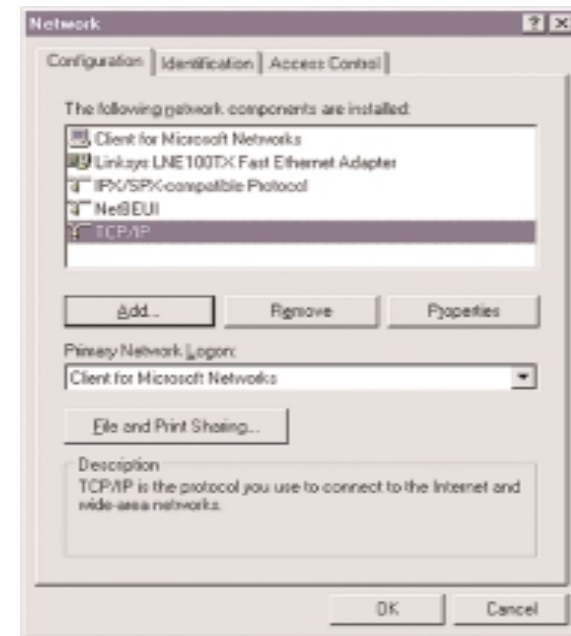 Network
Configuration Identification Access Control
The following network components are installed:
Client for Microsoft Networks
Linksys LNE100TX Fast Ethernet Adapter
IPX/SPX-compatible Protocol
NetBEUI
TCP/IP
Add... Remove Properties
Primary Network Logon:
Client for Microsoft Networks
File and Print Sharing...
Description
TCP/IP is the protocol you use to connect to the Internet and
wide-area networks.
OK Cancel